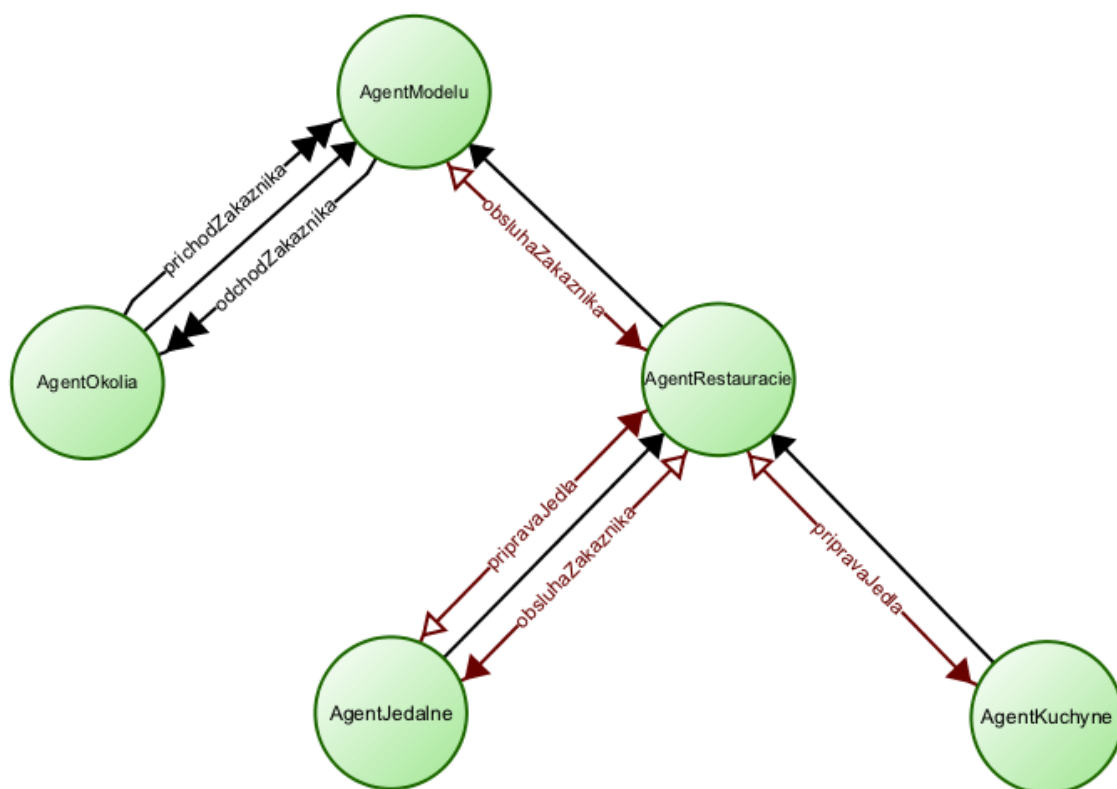 AgentModelu
prichodZakaznika
odchodZakaznika
obsluhaZakaznika
AgentOkolia
AgentRestauracie
pripravaJedla
obsluhaZakaznika
pripravaJedla
AgentJedalne
AgentKuchyne